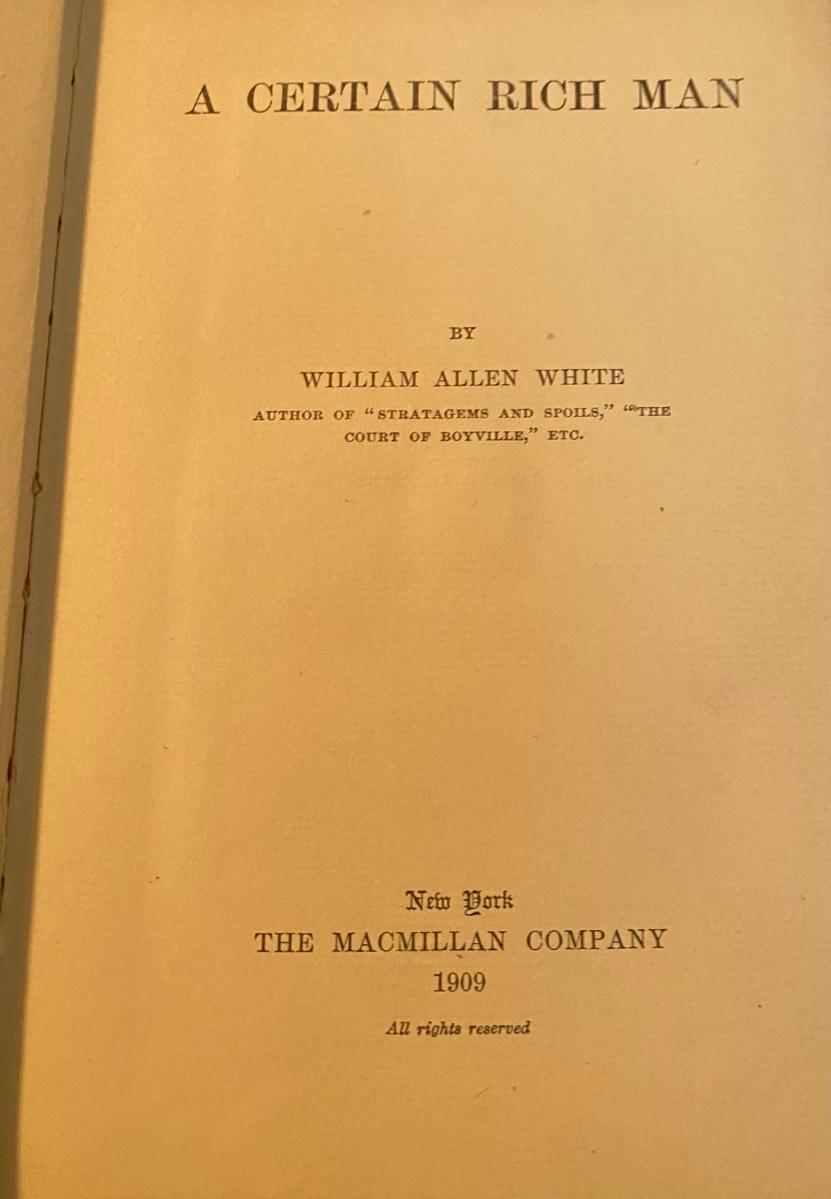 A CERTAIN RICH MAN
BY
WILLIAM ALLEN WHITE
AUTHOR OF “STRATAGEMS AND SPOILS,” “THE
COURT OF BOYVILLE,” ETC.
New York
THE MACMILLAN COMPANY
1909
All rights reserved